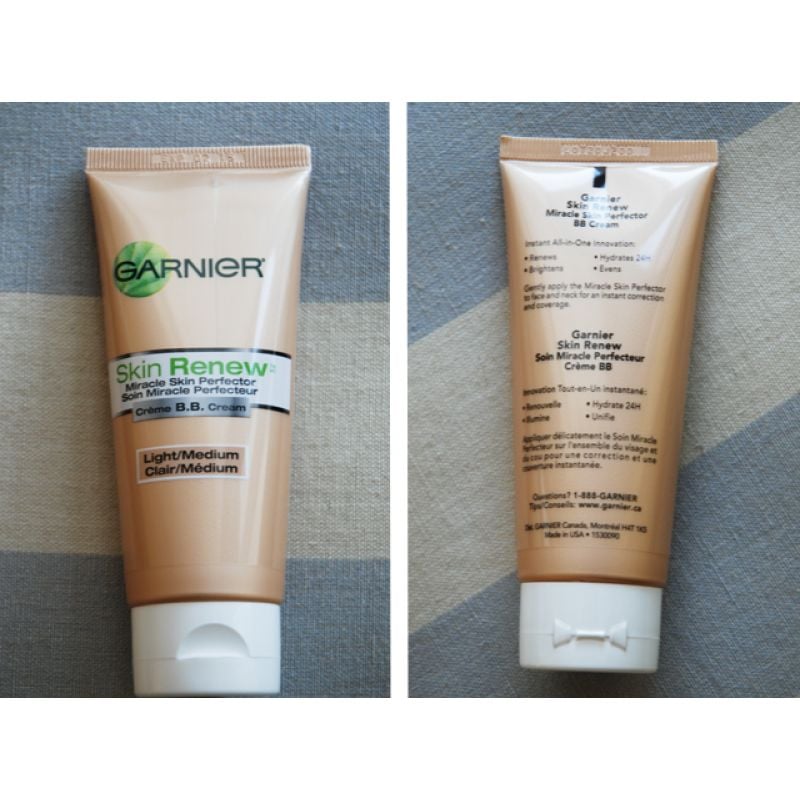 GARNIER
Skin Renew
Miracle Skin Perfector
Soin Miracle Perfecteur
Crème B.B. Cream
Light/Medium
Clair/Médium
Garnier
Skin Renew
Miracle Skin Perfector
BB Cream
Instant All-in-One Innovation:
• Renews • Hydrates 24H
• Brightens • Evens
Gently apply the Miracle Skin Perfector
to face and neck for an instant correction
and coverage.
Garnier
Skin Renew
Soin Miracle Perfecteur
Crème BB
Innovation Tout-en-Un instantané:
• Renouvelle • Hydrate 24H
• Illumine • Unifie
Appliquer délicatement le Soin Miracle
Perfecteur sur l'ensemble du visage et
du cou pour une correction et une
couverture instantanée.
Questions? 1-888-GARNIER
Tips/Conseils: www.garnier.ca
Dist. GARNIER Canada, Montréal H4T 1K5
Made in USA • 1530090